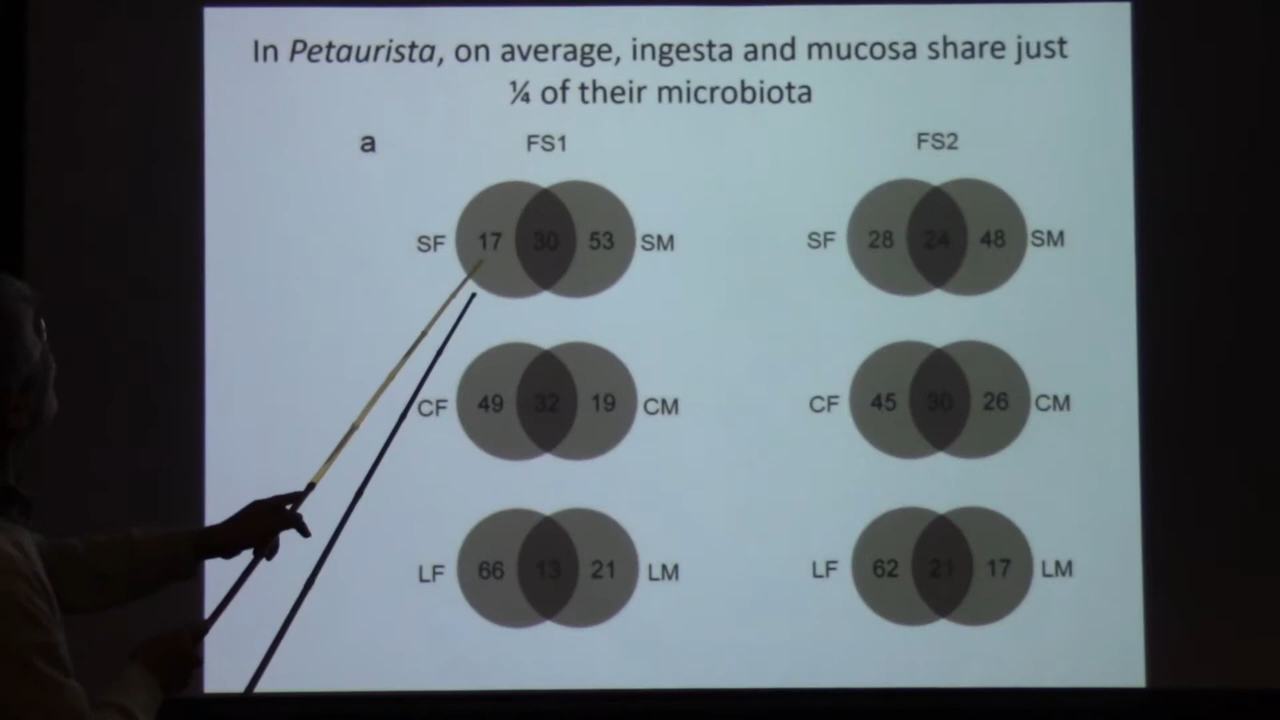 In Petaurista, on average, ingesta and mucosa share just
¼ of their microbiota
a FS1 FS2
SF 17 30 53 SM SF 28 24 48 SM
CF 49 32 19 CM CF 45 30 26 CM
LF 66 13 21 LM LF 62 21 17 LM